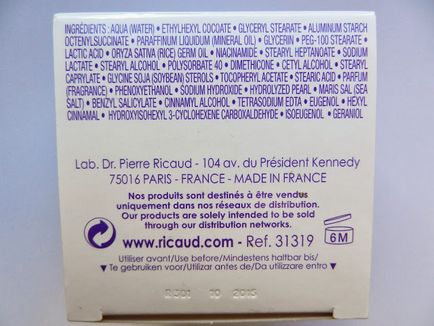 INGRÉDIENTS : AQUA (WATER) • ETHYLHEXYL COCOATE • GLYCERYL STEARATE • ALUMINUM STARCH
OCTENYLSUCCINATE • PARAFFINUM LIQUIDUM (MINERAL OIL) • GLYCERIN • PEG-100 STEARATE •
LACTIC ACID • ORYZA SATIVA (RICE) GERM OIL • NIACINAMIDE • STEARYL HEPTANOATE • SODIUM
LACTATE • STEARYL ALCOHOL • POLYSORBATE 40 • DIMETHICONE • CETYL ALCOHOL • STEARYL
CAPRYLATE • GLYCINE SOJA (SOYBEAN) STEROLS • TOCOPHERYL ACETATE • STEARIC ACID • PARFUM
(FRAGRANCE) • PHENOXYETHANOL • SODIUM HYDROXIDE • HYDROLYZED PEARL • MARIS SAL (SEA
SALT) • BENZYL SALICYLATE • CINNAMYL ALCOHOL • TETRASODIUM EDTA • EUGENOL • HEXYL
CINNAMAL • HYDROXYISOHEXYL 3-CYCLOHEXENE CARBOXALDEHYDE • ISOEUGENOL • GERANIOL
Lab. Dr. Pierre Ricaud - 104 av. du Président Kennedy
75016 PARIS - FRANCE - MADE IN FRANCE
Nos produits sont destinés à être vendus
uniquement dans nos réseaux de distribution.
Our products are solely intended to be sold
through our distribution networks.
www.ricaud.com - Ref. 31319
6M
Utiliser avant/Use before/Mindestens haltbar bis/
Te gebruiken voor/Utilizar antes de/Da utilizzare entro/
10 2015